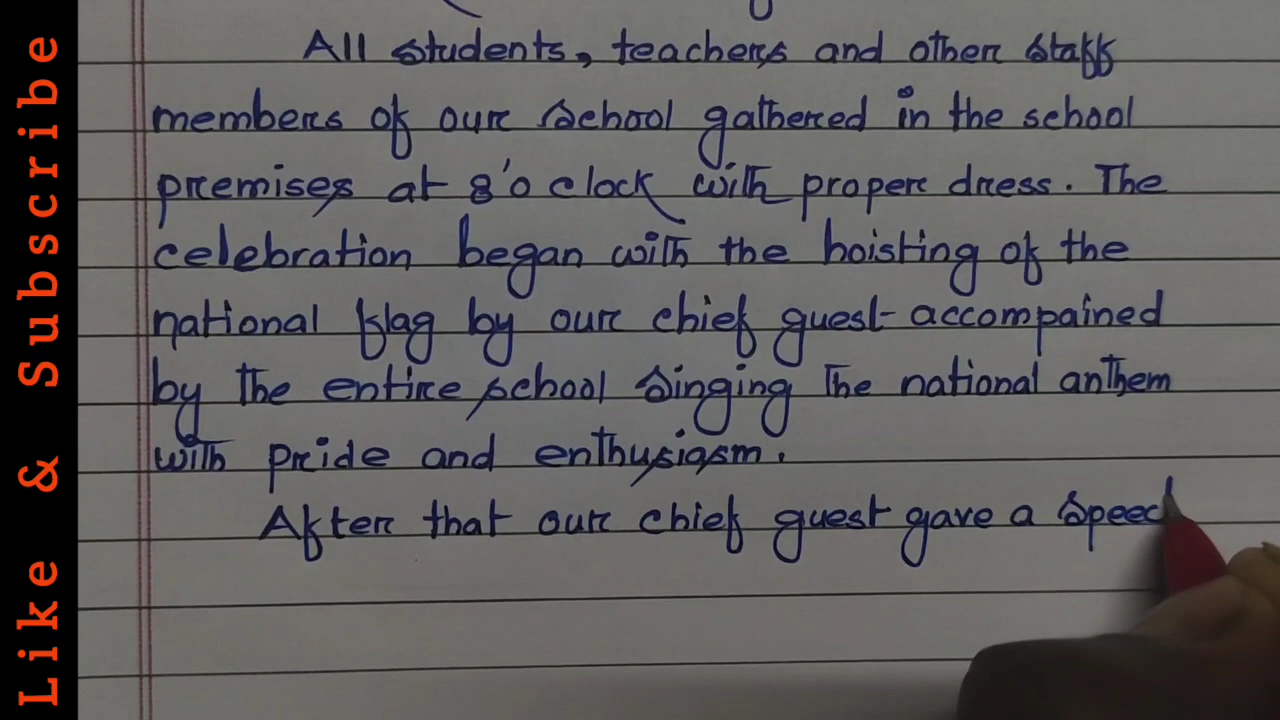 Like & Subscribe
All students, teachers and other staff
members of our school gathered in the school
premises at 8'o clock with proper dress. The
celebration began with the hoisting of the
national flag by our chief guest accompained
by the entire school singing the national anthem
with pride and enthusiasm.
After that our chief guest gave a speech